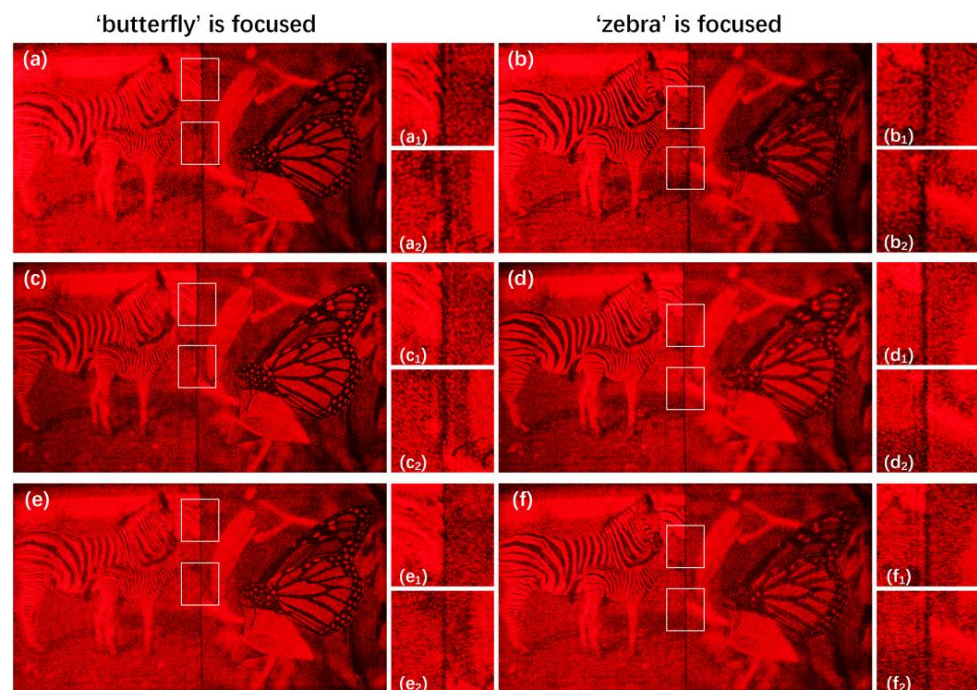 ‘butterfly’ is focused
‘zebra’ is focused
(a)
(a₁)
(a₂)
(b)
(b₁)
(b₂)
(c)
(c₁)
(c₂)
(d)
(d₁)
(d₂)
(e)
(e₁)
(e₂)
(f)
(f₁)
(f₂)